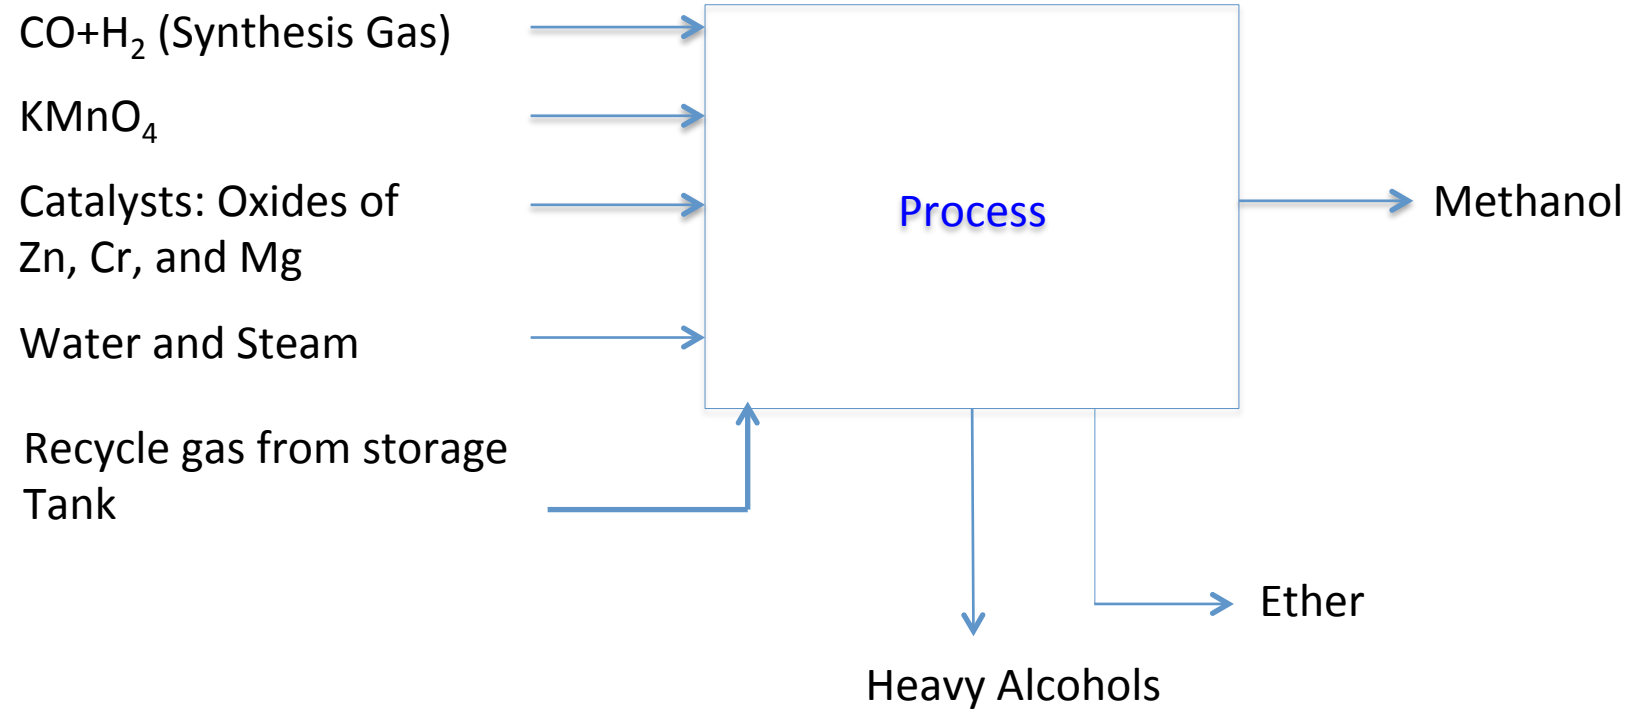 CO+H₂ (Synthesis Gas)
KMnO₄
Catalysts: Oxides of
Zn, Cr, and Mg
Water and Steam
Recycle gas from storage
Tank
Process
Methanol
Ether
Heavy Alcohols